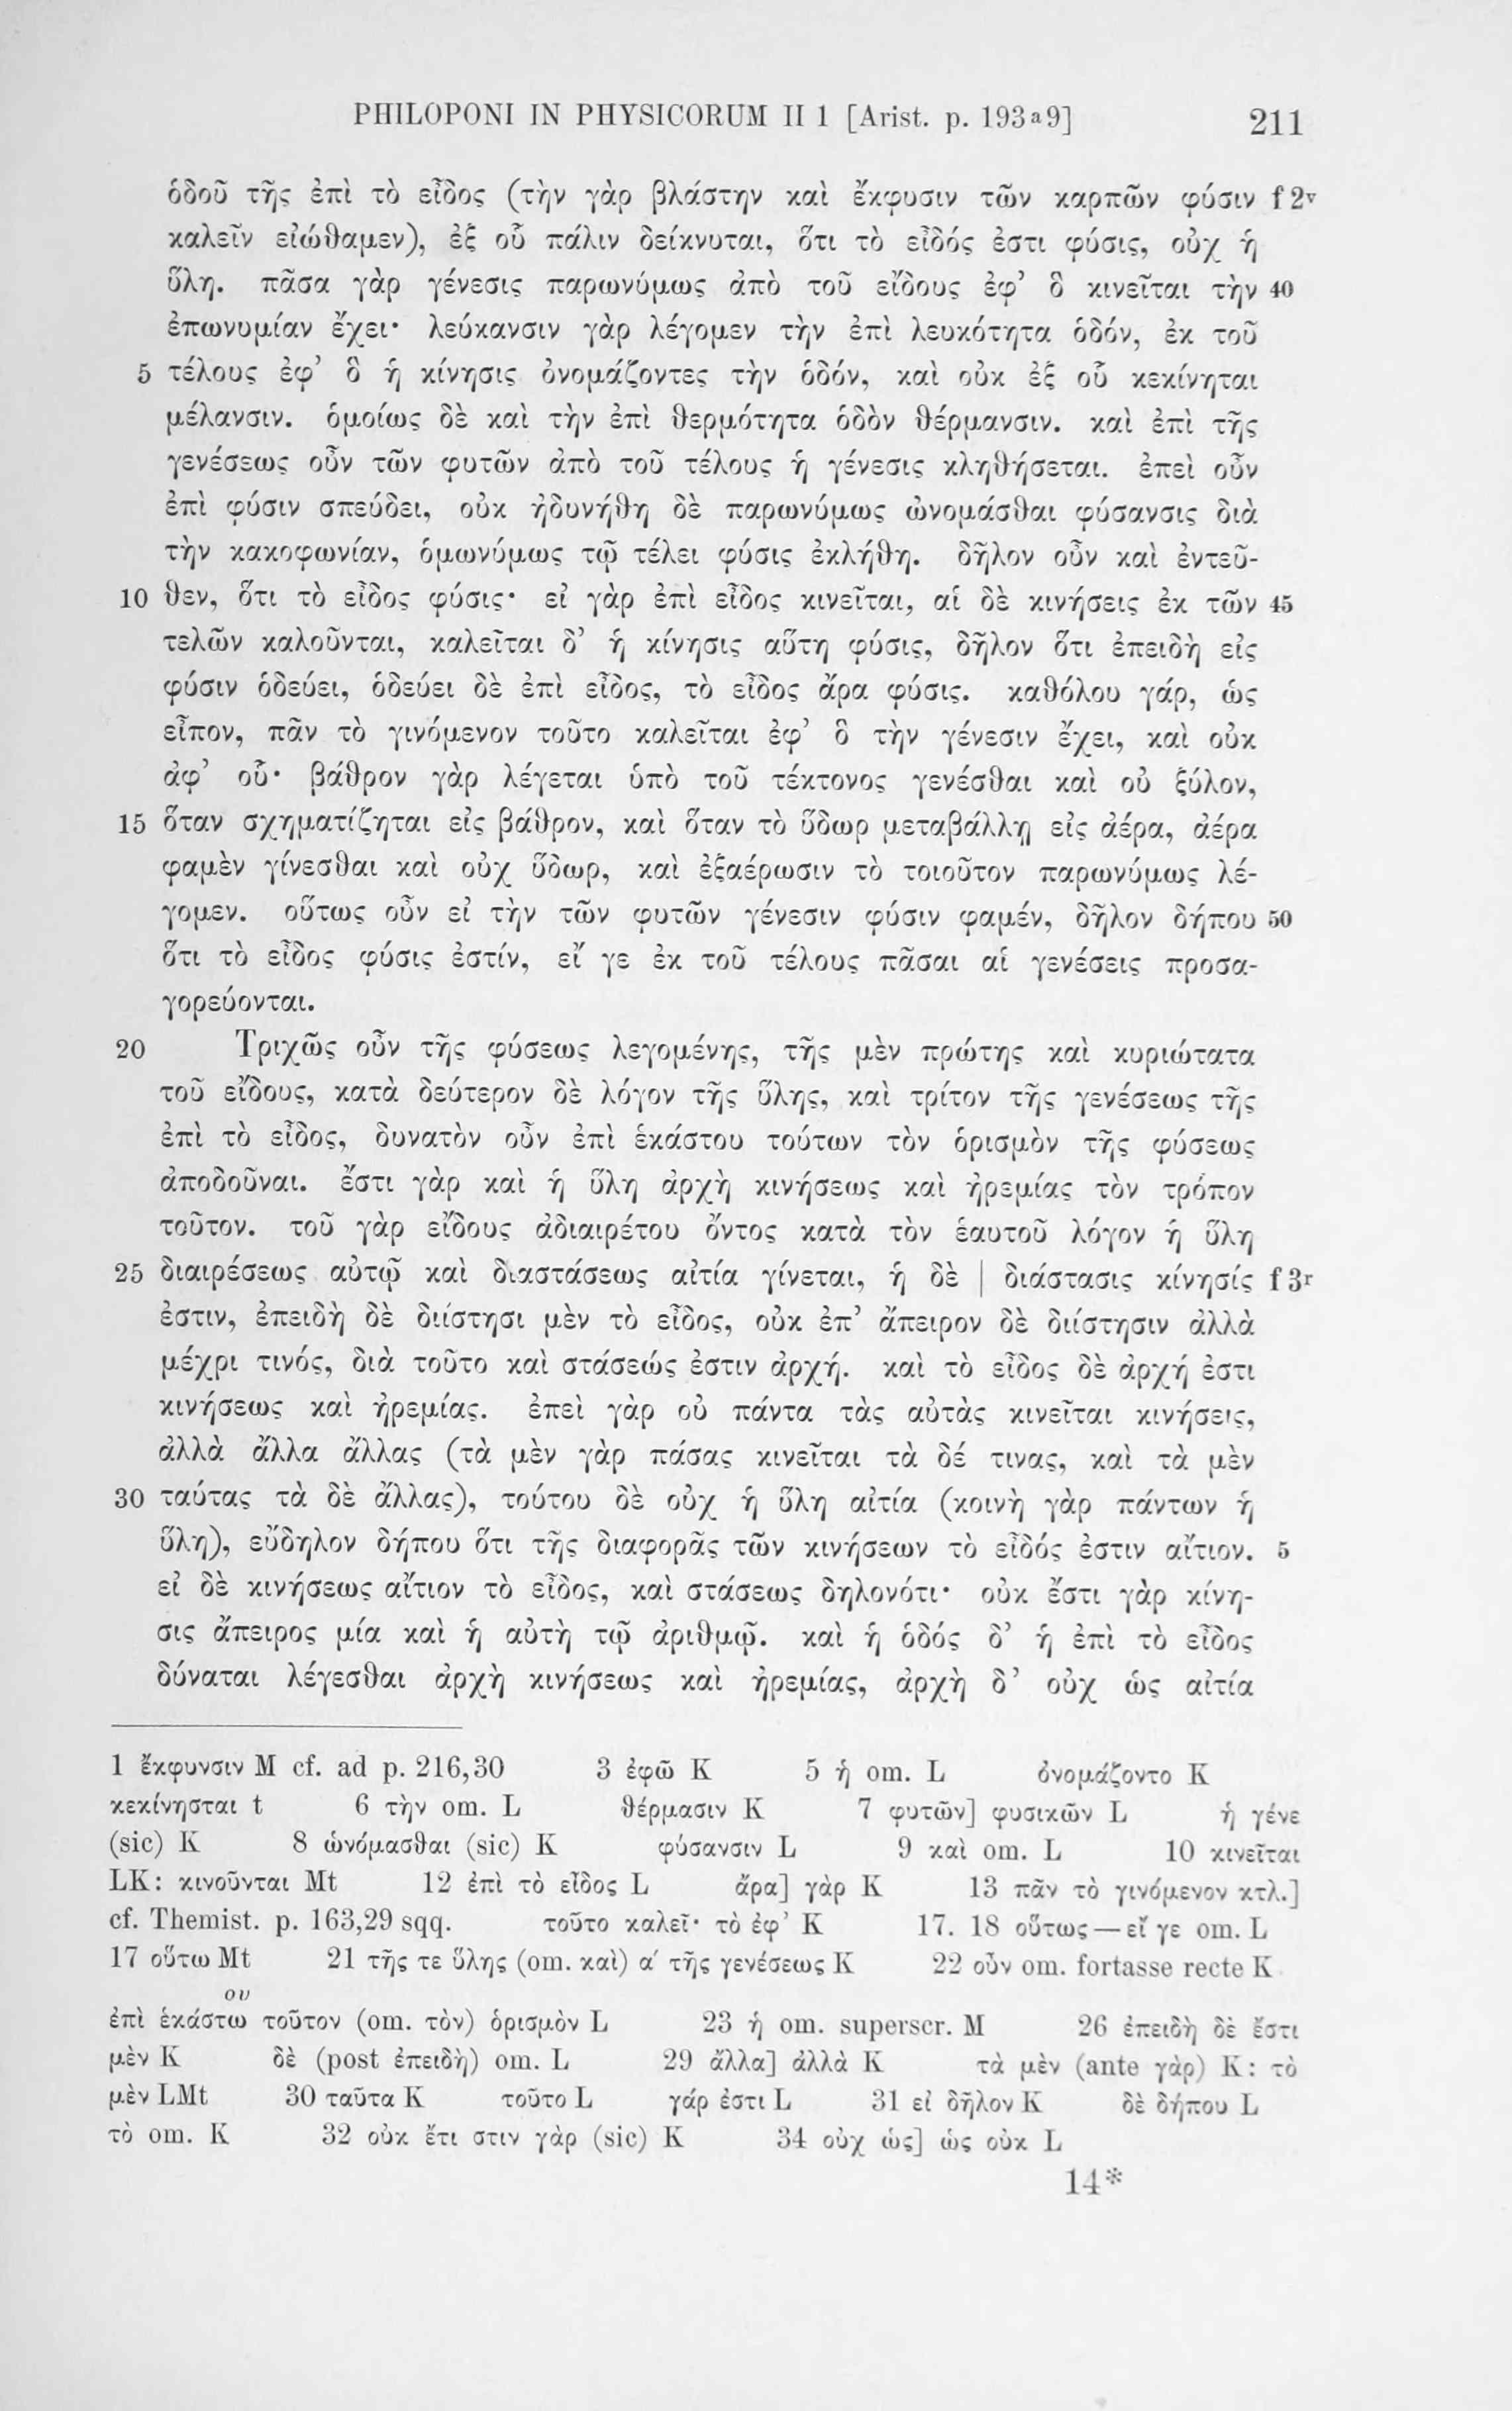 PHILOPONI IN PHYSICORUM II 1 [Arist. p. 193ᵃ9] 211
ὁδοῦ τῆς ἐπὶ τὸ εἶδος (τὴν γὰρ βλάστην καὶ ἔκφυσιν τῶν καρπῶν φύσιν f 2ᵛ
καλεῖν εἰώθαμεν), ἐξ οὗ πάλιν δείκνυται, ὅτι τὸ εἶδός ἐστι φύσις, οὐχ ἡ
ὕλη. πᾶσα γὰρ γένεσις παρωνύμως ἀπὸ τοῦ εἴδους ἐφ’ ὃ κινεῖται τὴν 40
ἐπωνυμίαν ἔχει· λεύκανσιν γὰρ λέγομεν τὴν ἐπὶ λευκότητα ὁδόν, ἐκ τοῦ
5 τέλους ἐφ’ ὃ ἡ κίνησις ὀνομάζοντες τὴν ὁδόν, καὶ οὐκ ἐξ οὗ κεκίνηται
μέλανσιν. ὁμοίως δὲ καὶ τὴν ἐπὶ θερμότητα ὁδὸν θέρμανσιν. καὶ ἐπὶ τῆς
γενέσεως οὖν τῶν φυτῶν ἀπὸ τοῦ τέλους ἡ γένεσις κληθήσεται. ἐπεὶ οὖν
ἐπὶ φύσιν σπεύδει, οὐκ ἠδυνήθη δὲ παρωνύμως ὠνομάσθαι φύσανσις διὰ
τὴν κακοφωνίαν, ὁμωνύμως τῷ τέλει φύσις ἐκλήθη. δῆλον οὖν καὶ ἐντεῦ-
10 θεν, ὅτι τὸ εἶδος φύσις· εἰ γὰρ ἐπὶ εἶδος κινεῖται, αἱ δὲ κινήσεις ἐκ τῶν 45
τελῶν καλοῦνται, καλεῖται δ’ ἡ κίνησις αὕτη φύσις, δῆλον ὅτι ἐπειδὴ εἰς
φύσιν ὁδεύει, ὁδεύει δὲ ἐπὶ εἶδος, τὸ εἶδος ἄρα φύσις. καθόλου γάρ, ὡς
εἶπον, πᾶν τὸ γινόμενον τοῦτο καλεῖται ἐφ’ ὃ τὴν γένεσιν ἔχει, καὶ οὐκ
ἀφ’ οὗ· βάθρον γὰρ λέγεται ὑπὸ τοῦ τέκτονος γενέσθαι καὶ οὐ ξύλον,
15 ὅταν σχηματίζηται εἰς βάθρον, καὶ ὅταν τὸ ὕδωρ μεταβάλλῃ εἰς ἀέρα, ἀέρα
φαμὲν γίνεσθαι καὶ οὐχ ὕδωρ, καὶ ἐξαέρωσιν τὸ τοιοῦτον παρωνύμως λέ-
γομεν. οὕτως οὖν εἰ τὴν τῶν φυτῶν γένεσιν φύσιν φαμέν, δῆλον δήπου 50
ὅτι τὸ εἶδος φύσις ἐστίν, εἴ γε ἐκ τοῦ τέλους πᾶσαι αἱ γενέσεις προσα-
γορεύονται.
20 Τριχῶς οὖν τῆς φύσεως λεγομένης, τῆς μὲν πρώτης καὶ κυριώτατα
τοῦ εἴδους, κατὰ δεύτερον δὲ λόγον τῆς ὕλης, καὶ τρίτον τῆς γενέσεως τῆς
ἐπὶ τὸ εἶδος, δυνατὸν οὖν ἐπὶ ἑκάστου τούτων τὸν ὁρισμὸν τῆς φύσεως
ἀποδοῦναι. ἔστι γὰρ καὶ ἡ ὕλη ἀρχὴ κινήσεως καὶ ἠρεμίας τὸν τρόπον
τοῦτον. τοῦ γὰρ εἴδους ἀδιαιρέτου ὄντος κατὰ τὸν ἑαυτοῦ λόγον ἡ ὕλη
25 διαιρέσεως αὐτῷ καὶ διαστάσεως αἰτία γίνεται, ἡ δὲ | διάστασις κίνησίς f 3ʳ
ἐστιν, ἐπειδὴ δὲ διίστησι μὲν τὸ εἶδος, οὐκ ἐπ’ ἄπειρον δὲ διίστησιν ἀλλὰ
μέχρι τινός, διὰ τοῦτο καὶ στάσεώς ἐστιν ἀρχή. καὶ τὸ εἶδος δὲ ἀρχή ἐστι
κινήσεως καὶ ἠρεμίας. ἐπεὶ γὰρ οὐ πάντα τὰς αὐτὰς κινεῖται κινήσεις,
ἀλλὰ ἄλλα ἄλλας (τὰ μὲν γὰρ πάσας κινεῖται τὰ δέ τινας, καὶ τὰ μὲν
30 ταύτας τὰ δὲ ἄλλας), τούτου δὲ οὐχ ἡ ὕλη αἰτία (κοινὴ γὰρ πάντων ἡ
ὕλη), εὔδηλον δήπου ὅτι τῆς διαφορᾶς τῶν κινήσεων τὸ εἶδός ἐστιν αἴτιον. 5
εἰ δὲ κινήσεως αἴτιον τὸ εἶδος, καὶ στάσεως δηλονότι· οὐκ ἔστι γὰρ κίνη-
σις ἄπειρος μία καὶ ἡ αὐτὴ τῷ ἀριθμῷ. καὶ ἡ ὁδός δ’ ἡ ἐπὶ τὸ εἶδος
δύναται λέγεσθαι ἀρχὴ κινήσεως καὶ ἠρεμίας, ἀρχὴ δ’ οὐχ ὡς αἰτία
1 ἔκφυνσιν M cf. ad p. 216,30 3 ἐφῶ K 5 ἡ om. L ὀνομάζοντο K
κεκίνησται t 6 τὴν om. L θέρμασιν K 7 φυτῶν] φυσικῶν L ἡ γένε
(sic) K 8 ὠνόμασθαι (sic) K φύσανσιν L 9 καὶ om. L 10 κινεῖται
LK: κινοῦνται Mt 12 ἐπὶ τὸ εἶδος L ἄρα] γὰρ K 13 πᾶν τὸ γινόμενον κτλ.]
cf. Themist. p. 163,29 sqq. τοῦτο καλεῖ· τὸ ἐφ’ K 17. 18 οὕτως — εἴ γε om. L
17 οὕτω Mt 21 τῆς τε ὕλης (om. καὶ) α´ τῆς γενέσεως K 22 οὖν om. fortasse recte K
ου
ἐπὶ ἑκάστω τοῦτον (om. τὸν) ὁρισμὸν L 23 ἡ om. superscr. M 26 ἐπειδὴ δὲ ἔστι
μὲν K δὲ (post ἐπειδὴ) om. L 29 ἄλλα] ἀλλὰ K τὰ μὲν (ante γὰρ) K: τὸ
μὲν LMt 30 ταῦτα K τοῦτο L γάρ ἐστι L 31 εἰ δῆλον K δὲ δήπου L
τὸ om. K 32 οὐκ ἔτι στιν γὰρ (sic) K 34 οὐχ ὡς] ὡς οὐκ L
14*